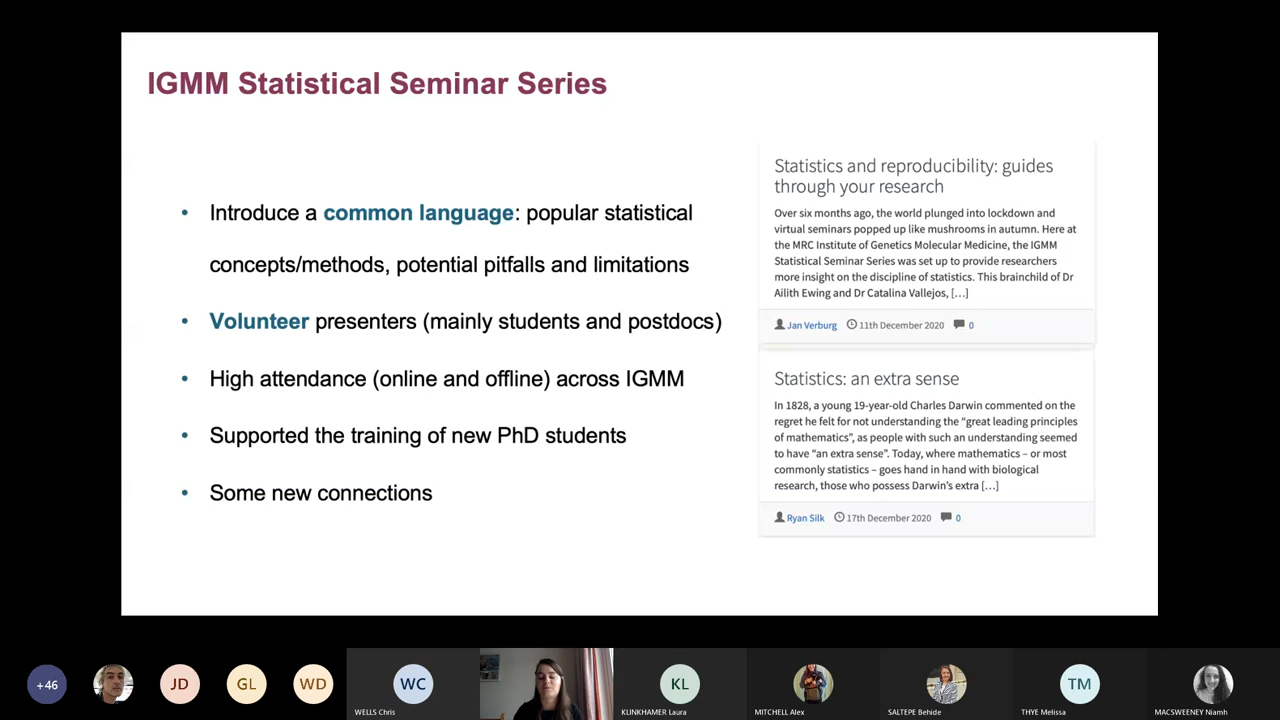 IGMM Statistical Seminar Series
• Introduce a common language: popular statistical
concepts/methods, potential pitfalls and limitations
• Volunteer presenters (mainly students and postdocs)
• High attendance (online and offline) across IGMM
• Supported the training of new PhD students
• Some new connections
Statistics and reproducibility: guides
through your research
Over six months ago, the world plunged into lockdown and
virtual seminars popped up like mushrooms in autumn. Here at
the MRC Institute of Genetics Molecular Medicine, the IGMM
Statistical Seminar Series was set up to provide researchers
more insight on the discipline of statistics. This brainchild of Dr
Ailith Ewing and Dr Catalina Vallejos, […]
Jan Verburg 11th December 2020 0
Statistics: an extra sense
In 1828, a young 19-year-old Charles Darwin commented on the
regret he felt for not understanding the “great leading principles
of mathematics”, as people with such an understanding seemed
to have “an extra sense”. Today, where mathematics – or most
commonly statistics – goes hand in hand with biological
research, those who possess Darwin’s extra […]
Ryan Silk 17th December 2020 0
+46 JD GL WD WC KL TM
WELLS Chris KLINKHAMER Laura MITCHELL Alex SALTEPE Behide THYE Melissa MACSWEENEY Niamh